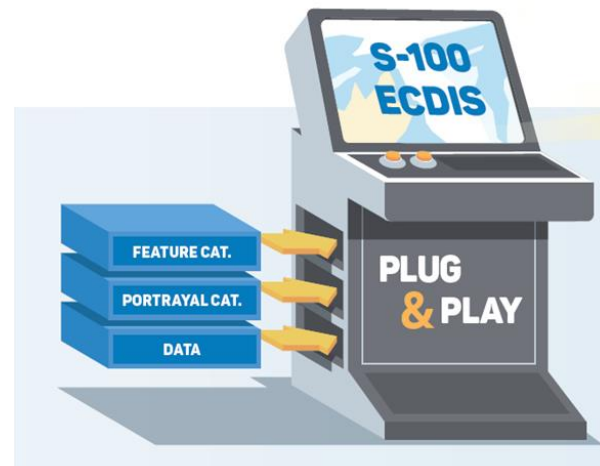 S-100
ECDIS
FEATURE CAT.
PORTRAYAL CAT.
DATA
PLUG
& PLAY